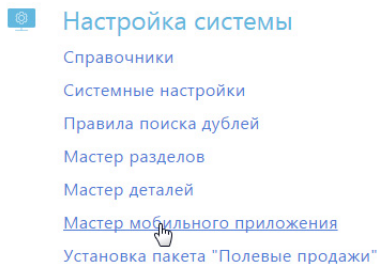 Настройка системы
Справочники
Системные настройки
Правила поиска дублей
Мастер разделов
Мастер деталей
Мастер мобильного приложения
Установка пакета "Полевые продажи"